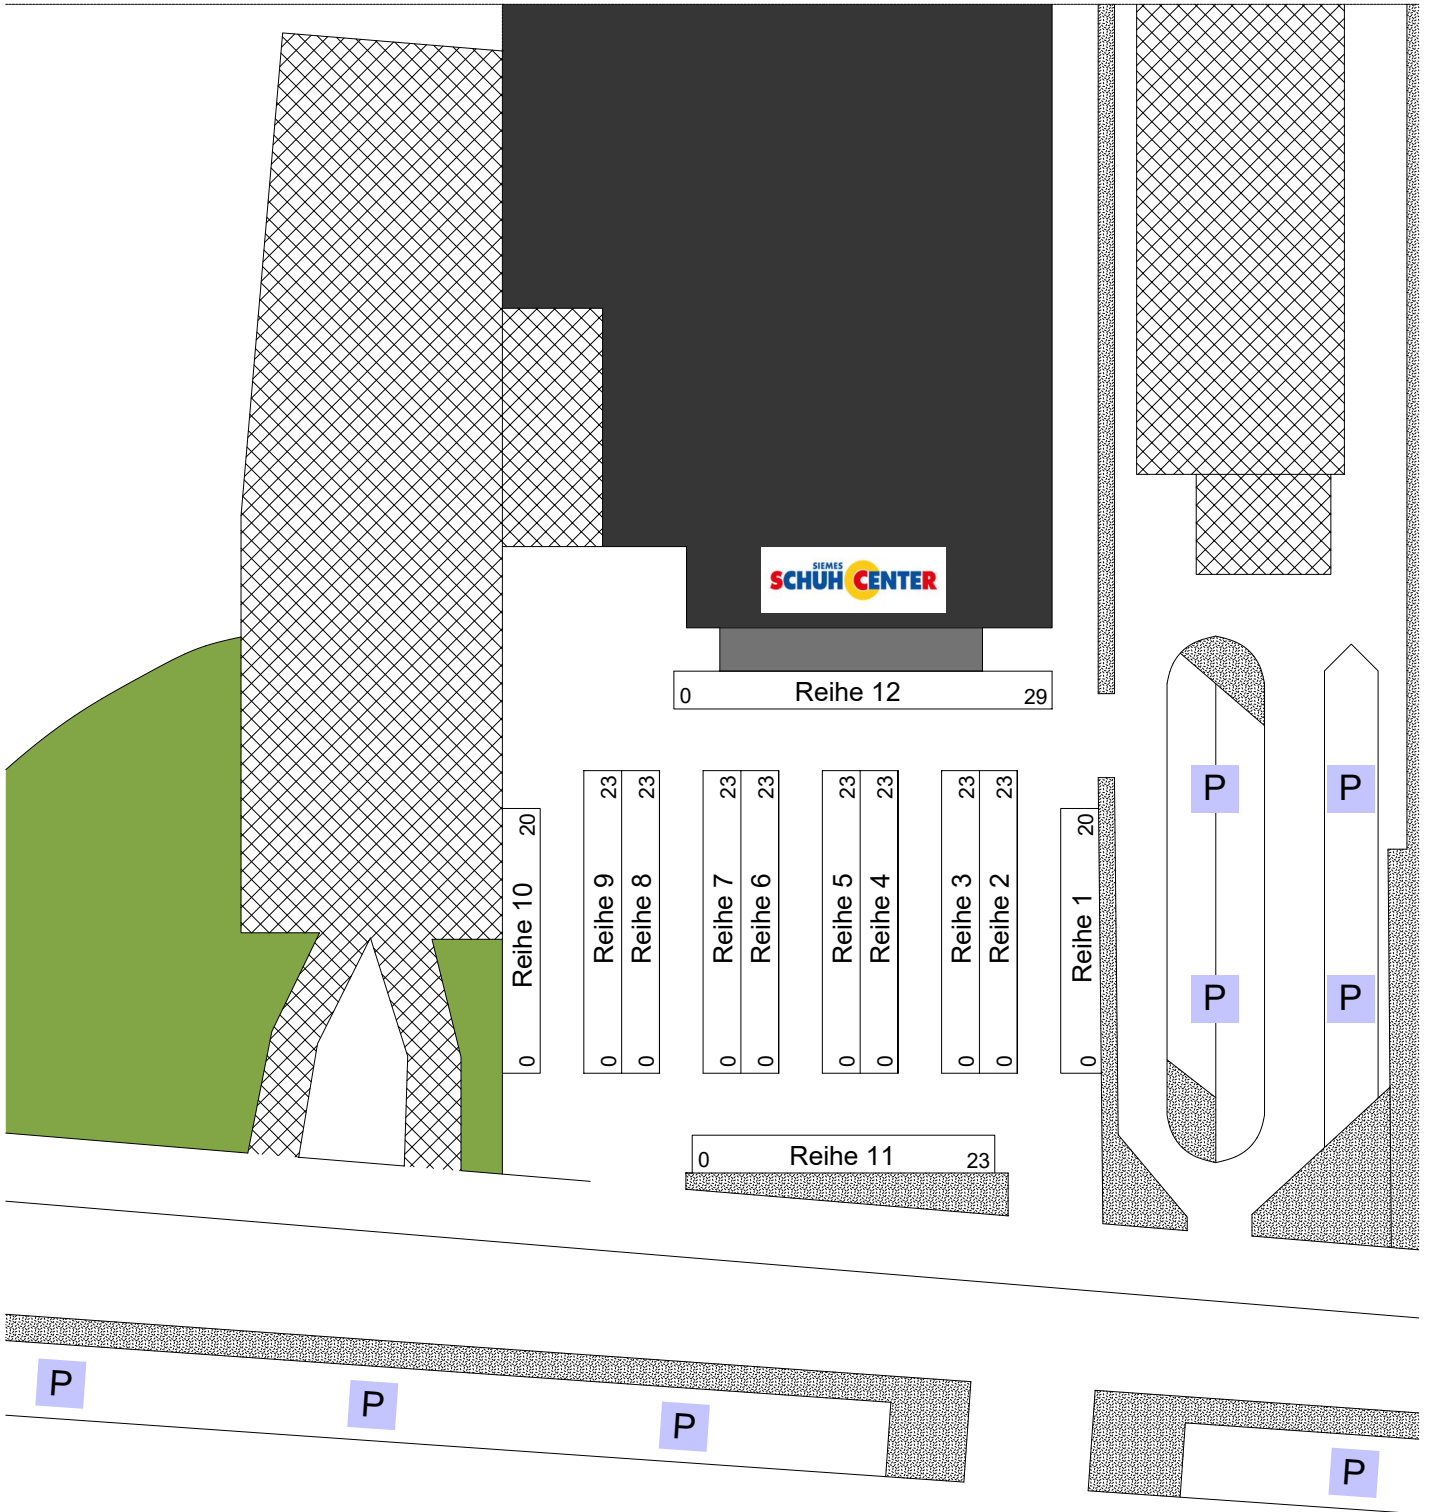 SIEMES
SCHUH CENTER
0 Reihe 12 29
P
P
20 Reihe 10 0
23 Reihe 9 0
23 Reihe 8 0
23 Reihe 7 0
23 Reihe 6 0
23 Reihe 5 0
23 Reihe 4 0
23 Reihe 3 0
23 Reihe 2 0
20 Reihe 1 0
P
P
0 Reihe 11 23
P
P
P
P